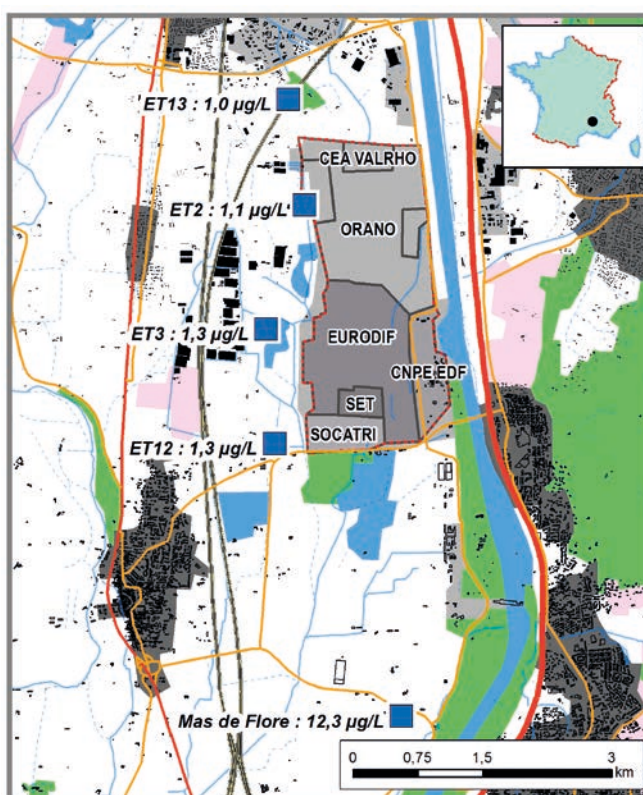 ET13 : 1,0 µg/L
CEA VALRHO
ET2 : 1,1 µg/L
ORANO
ET3 : 1,3 µg/L
EURODIF
CNPE EDF
SET
SOCATRI
ET12 : 1,3 µg/L
Mas de Flore : 12,3 µg/L
0 0,75 1,5 3
km